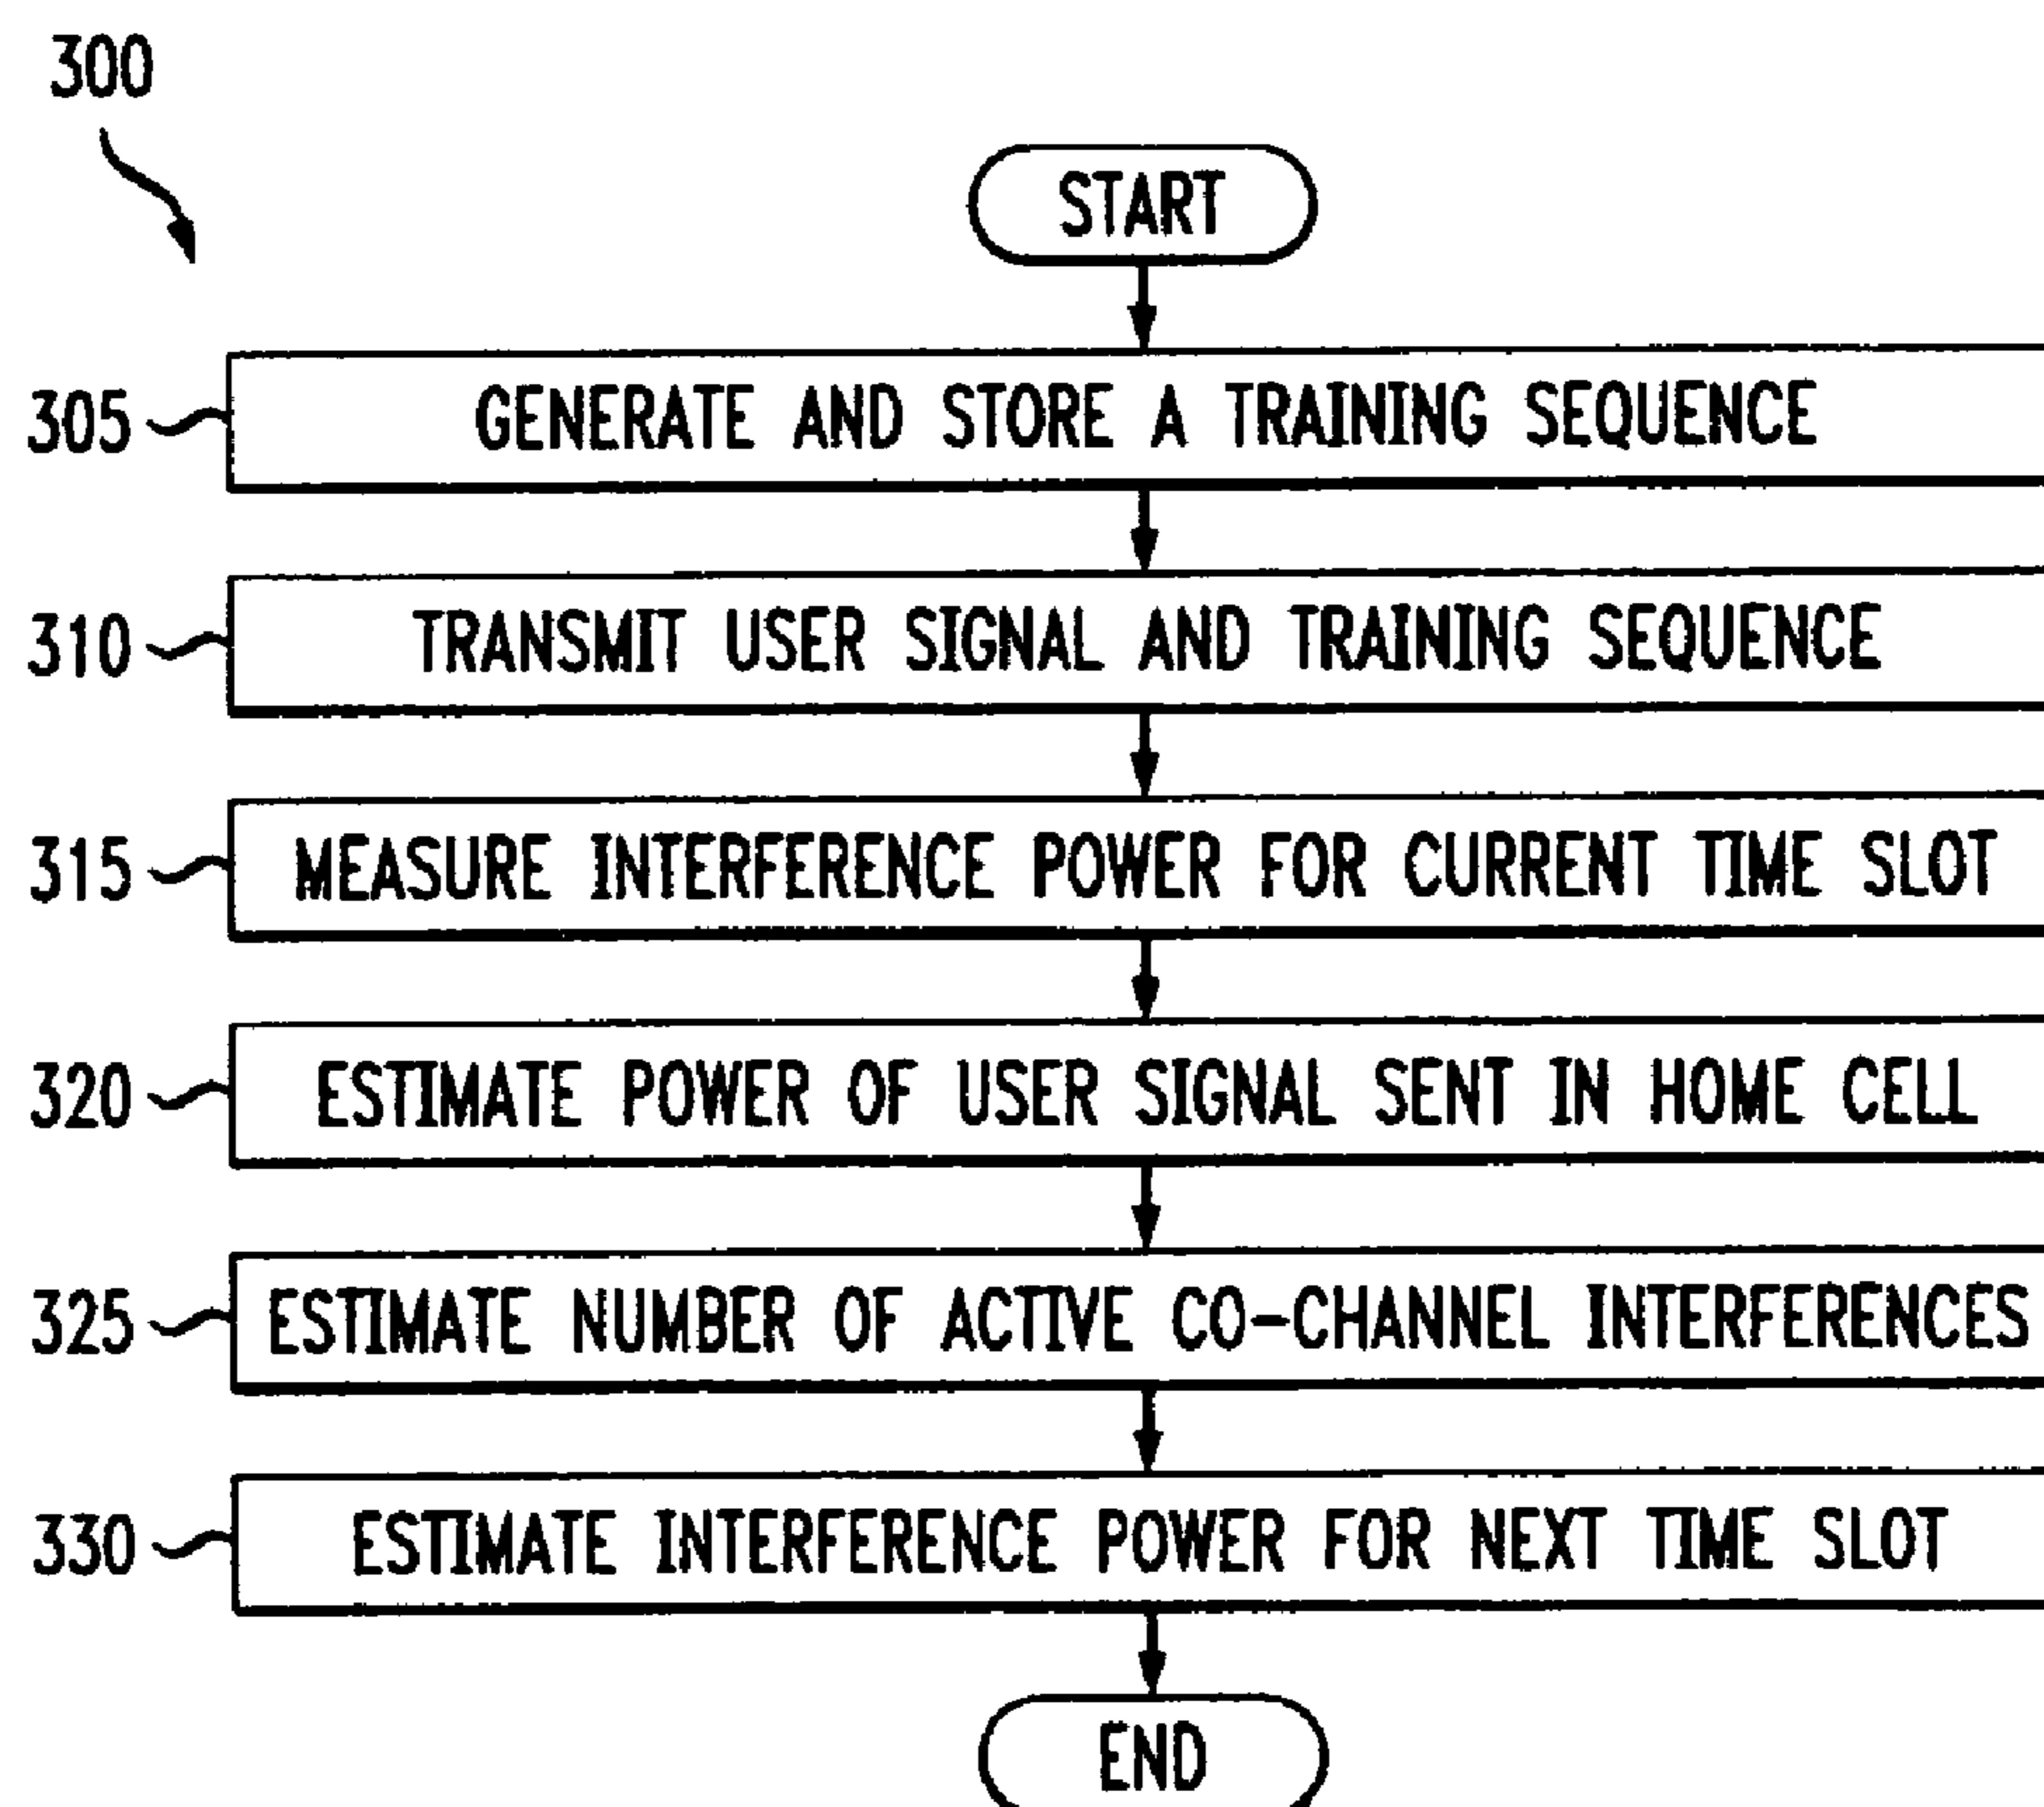 300
START
305 GENERATE AND STORE A TRAINING SEQUENCE
310 TRANSMIT USER SIGNAL AND TRAINING SEQUENCE
315 MEASURE INTERFERENCE POWER FOR CURRENT TIME SLOT
320 ESTIMATE POWER OF USER SIGNAL SENT IN HOME CELL
325 ESTIMATE NUMBER OF ACTIVE CO-CHANNEL INTERFERENCES
330 ESTIMATE INTERFERENCE POWER FOR NEXT TIME SLOT
END